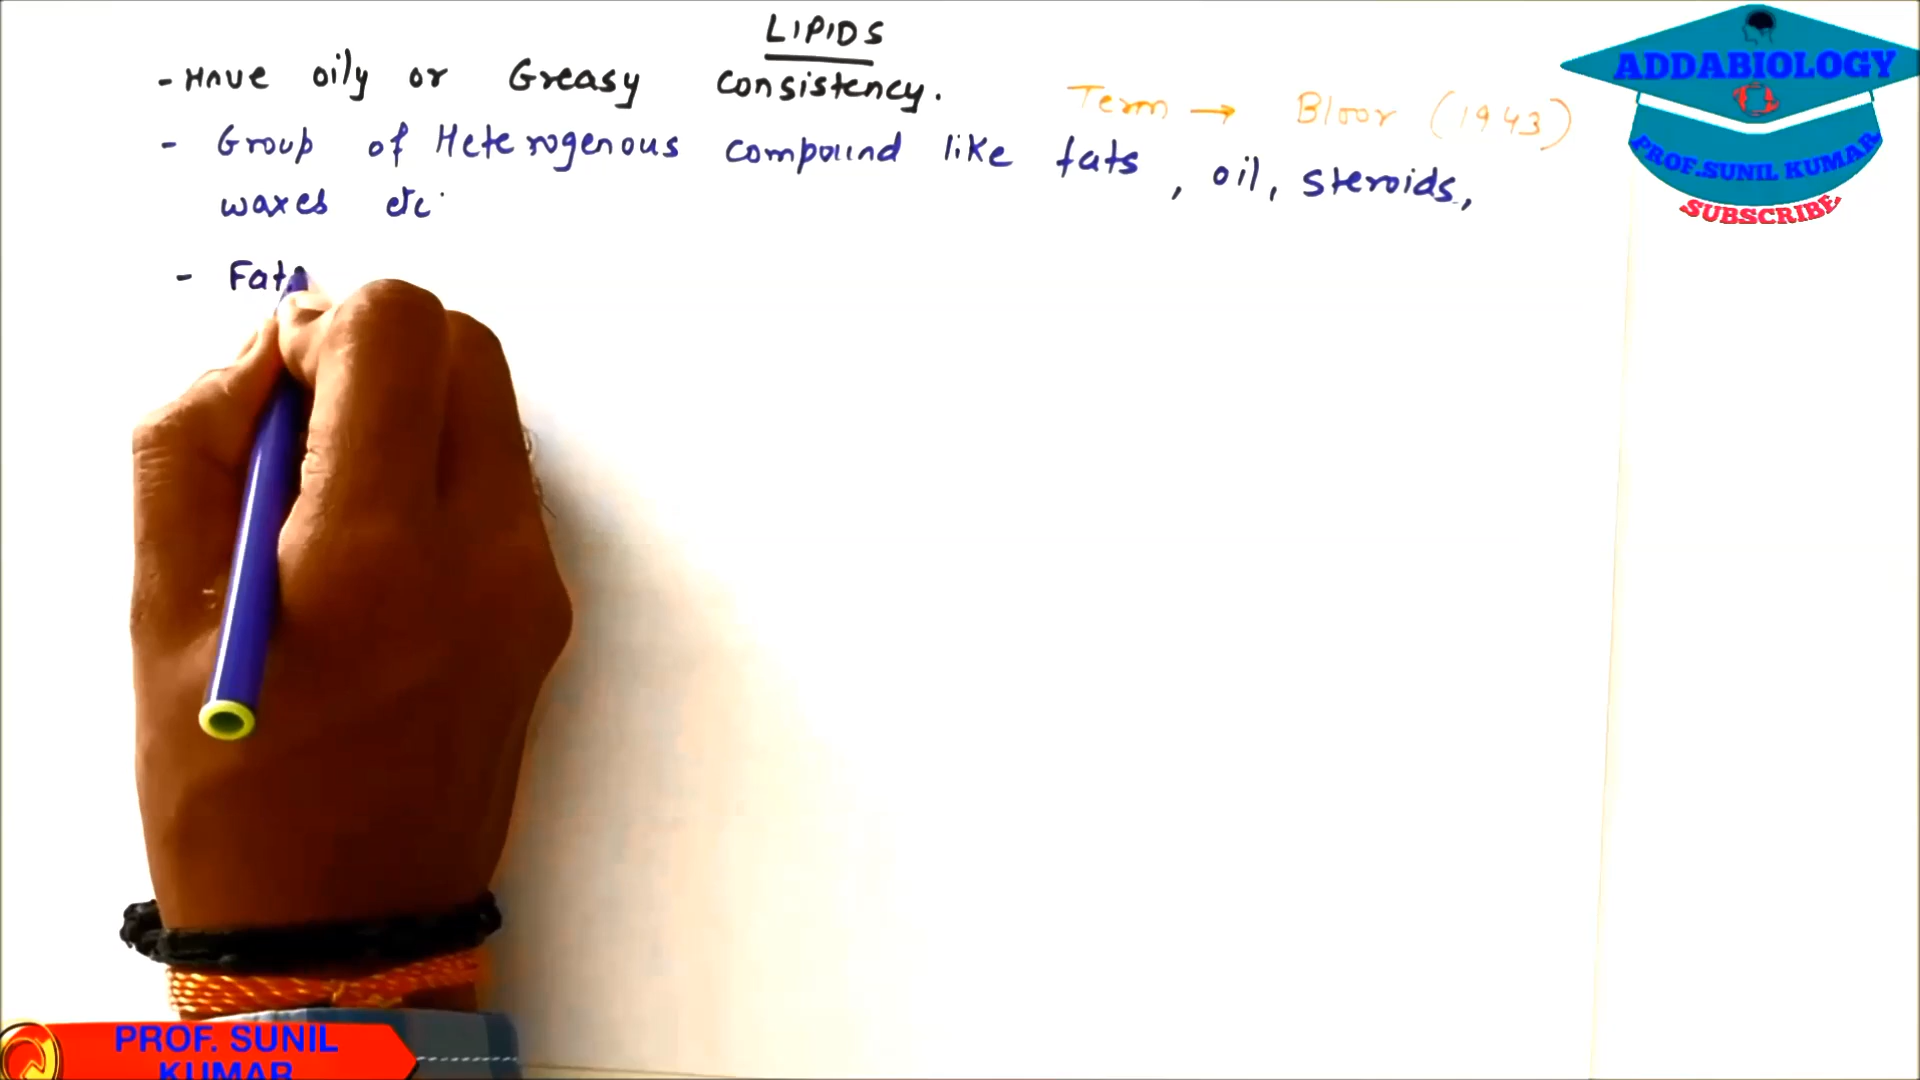 LIPIDS
- Have oily or Greasy consistency.
Term → Bloor (1943)
- Group of Heterogenous compound like fats, oil, steroids,
waxes etc.
- Fat
ADDABIOLOGY
PROF.SUNIL KUMAR
SUBSCRIBE
PROF. SUNIL
KUMAR